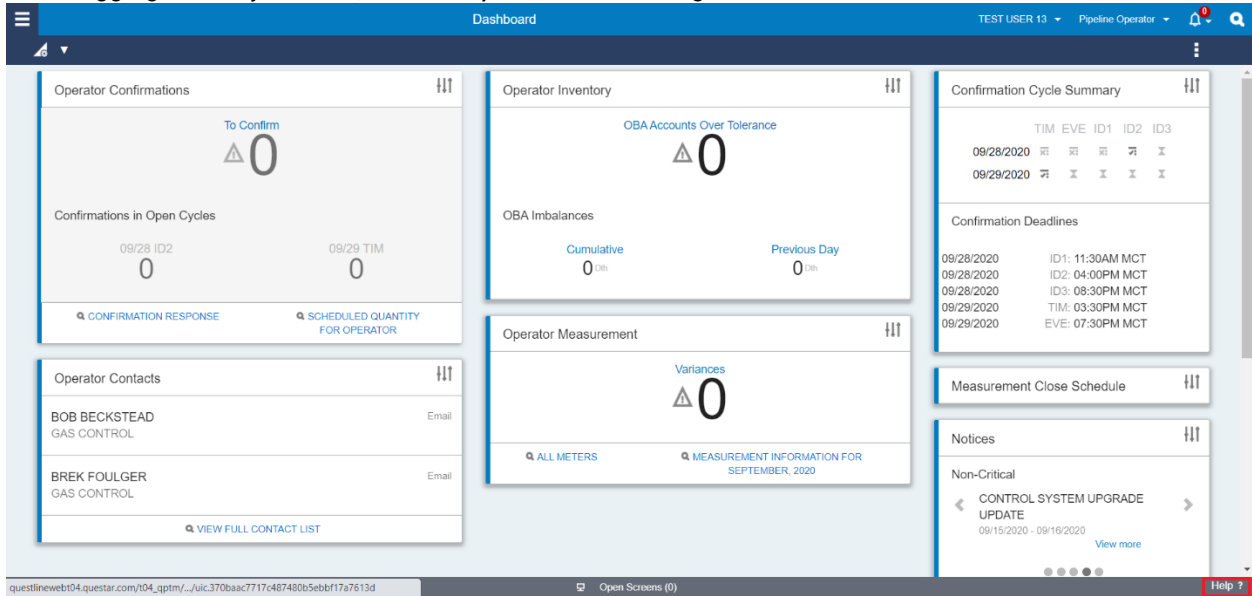 Dashboard
TEST USER 13
Pipeline Operator
0
Operator Confirmations
To Confirm
0
Confirmations in Open Cycles
09/28 ID2
09/29 TIM
0
0
CONFIRMATION RESPONSE
SCHEDULED QUANTITY
FOR OPERATOR
Operator Contacts
BOB BECKSTEAD
Email
GAS CONTROL
BREK FOULGER
Email
GAS CONTROL
VIEW FULL CONTACT LIST
Operator Inventory
OBA Accounts Over Tolerance
0
OBA Imbalances
Cumulative
Previous Day
0 Dth
0 Dth
Operator Measurement
Variances
0
ALL METERS
MEASUREMENT INFORMATION FOR
SEPTEMBER, 2020
Confirmation Cycle Summary
TIM EVE ID1 ID2 ID3
09/28/2020
09/29/2020
Confirmation Deadlines
09/28/2020 ID1: 11:30AM MCT
09/28/2020 ID2: 04:00PM MCT
09/28/2020 ID3: 08:30PM MCT
09/29/2020 TIM: 03:30PM MCT
09/29/2020 EVE: 07:30PM MCT
Measurement Close Schedule
Notices
Non-Critical
CONTROL SYSTEM UPGRADE
UPDATE
09/15/2020 - 09/16/2020
View more
questlinewebt04.questar.com/t04_qptm/.../uic.370baac7717c487480b5ebbf17a7613d
Open Screens (0)
Help ?